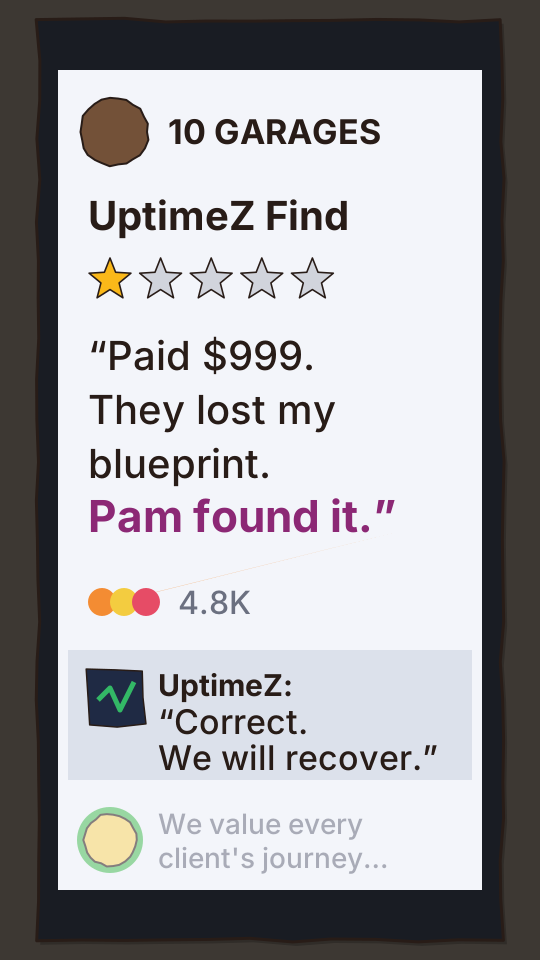 10 GARAGES
UptimeZ Find
“Paid $999.
They lost my
blueprint.
Pam found it.”
4.8K
UptimeZ:
“Correct.
We will recover.”
We value every
client's journey...